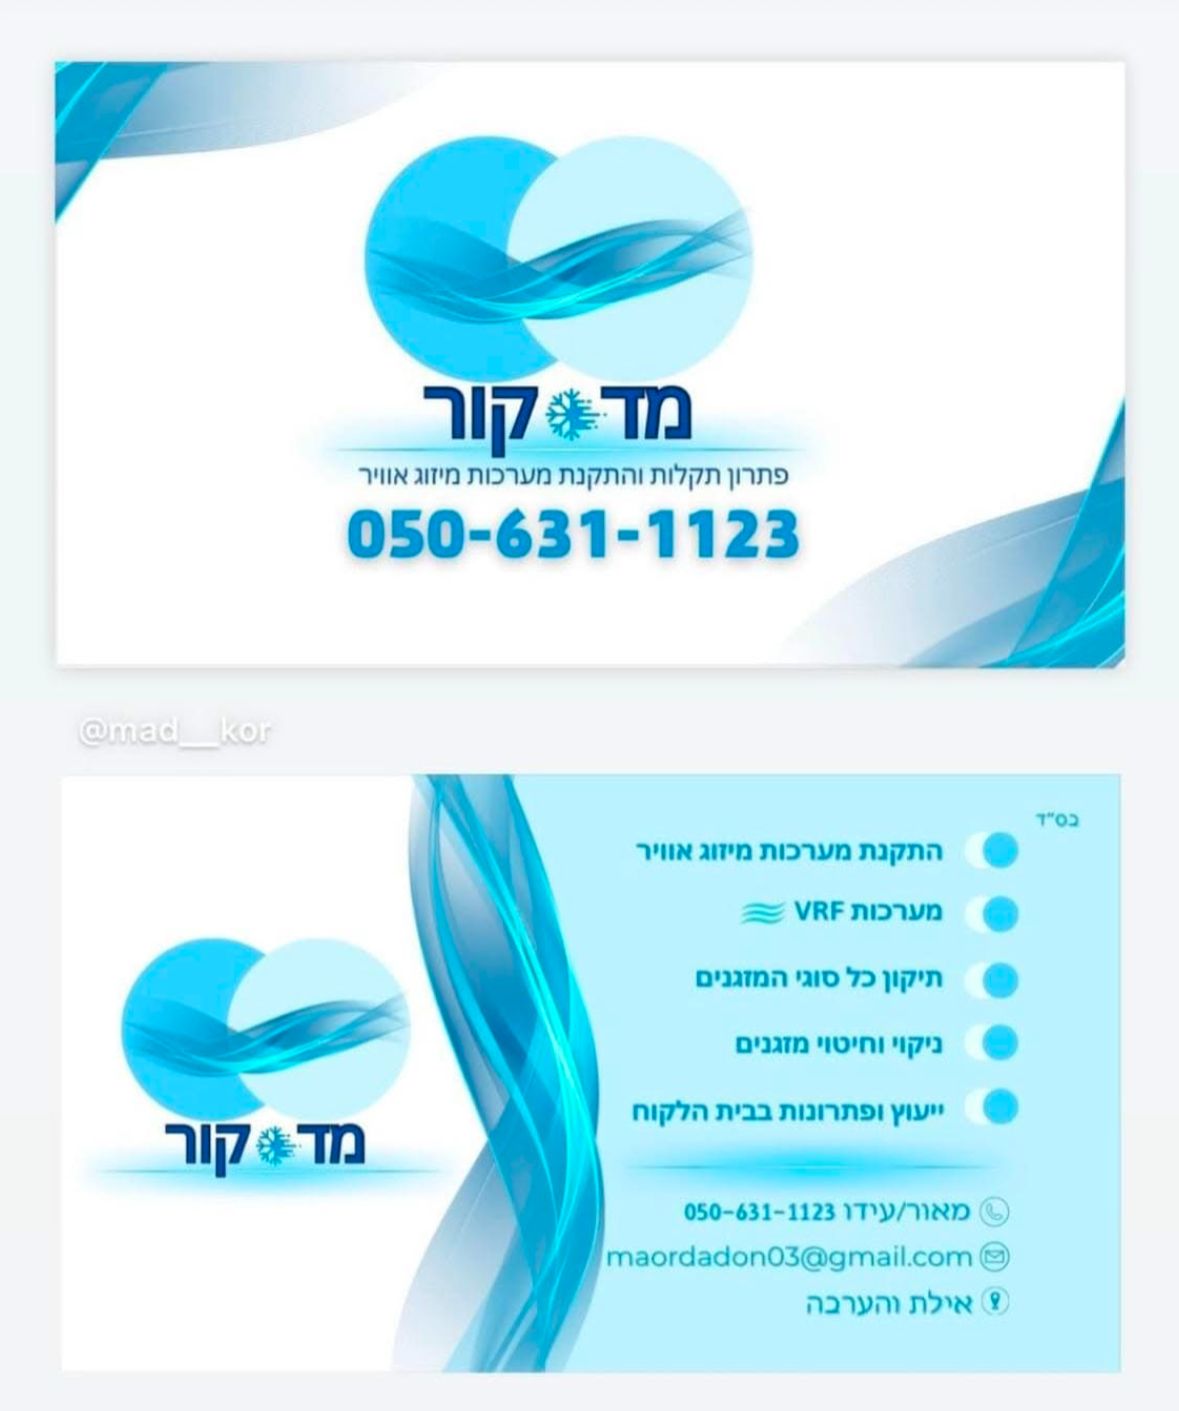 מד קור
פתרון תקלות והתקנת מערכות מיזוג אוויר
050-631-1123
@mad__kor
בס"ד
התקנת מערכות מיזוג אוויר
מערכות VRF
תיקון כל סוגי המזגנים
ניקוי וחיטוי מזגנים
ייעוץ ופתרונות בבית הלקוח
מאור/עידו 050-631-1123
maordadon03@gmail.com
אילת והערבה
מד קור